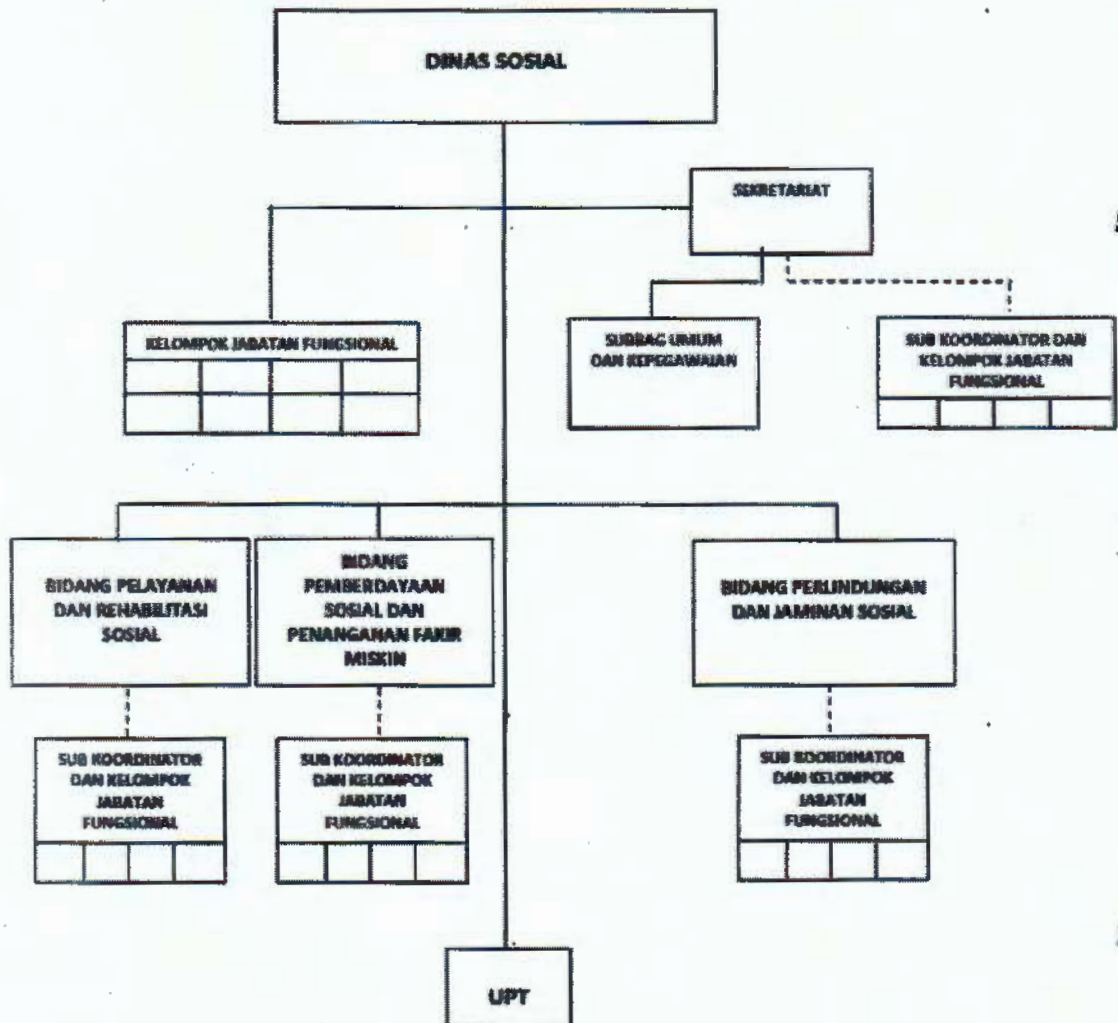 DINAS SOSIAL
SEKRETARIAT
KELOMPOK JABATAN FUNGSIONAL
SUBBAG UMUM
DAN KEPEGAWAIAN
SUB KOORDINATOR DAN
KELOMPOK JABATAN
FUNGSIONAL
BIDANG PELAYANAN
DAN REHABILITASI
SOSIAL
BIDANG
PEMBERDAYAAN
SOSIAL DAN
PENANGANAN FAKIR
MISKIN
BIDANG PERLINDUNGAN
DAN JAMINAN SOSIAL
SUB KOORDINATOR
DAN KELOMPOK
JABATAN
FUNGSIONAL
SUB KOORDINATOR
DAN KELOMPOK
JABATAN
FUNGSIONAL
SUB KOORDINATOR
DAN KELOMPOK
JABATAN
FUNGSIONAL
UPT